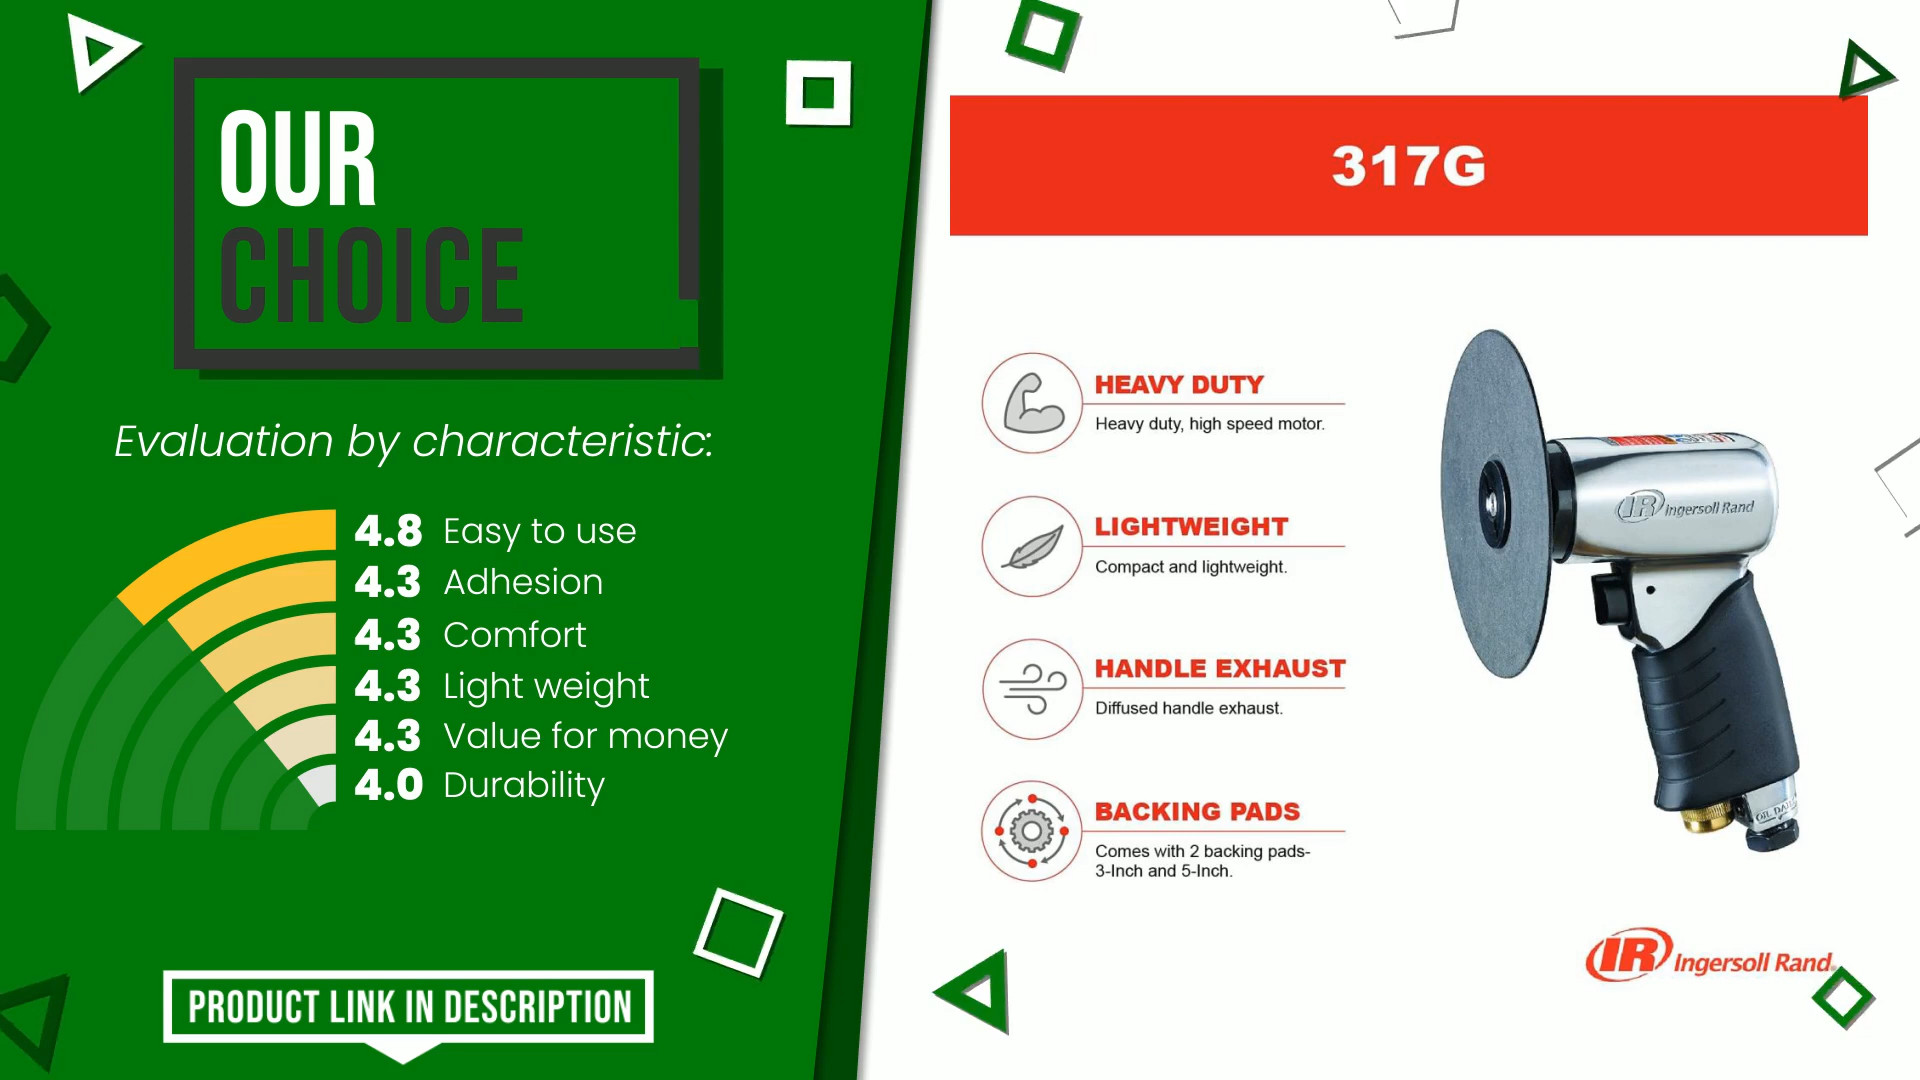 OUR
CHOICE
Evaluation by characteristic:
4.8 Easy to use
4.3 Adhesion
4.3 Comfort
4.3 Light weight
4.3 Value for money
4.0 Durability
PRODUCT LINK IN DESCRIPTION
317G
HEAVY DUTY
Heavy duty, high speed motor.
LIGHTWEIGHT
Compact and lightweight.
HANDLE EXHAUST
Diffused handle exhaust.
BACKING PADS
Comes with 2 backing pads-
3-Inch and 5-Inch.
IR Ingersoll Rand
IR Ingersoll Rand